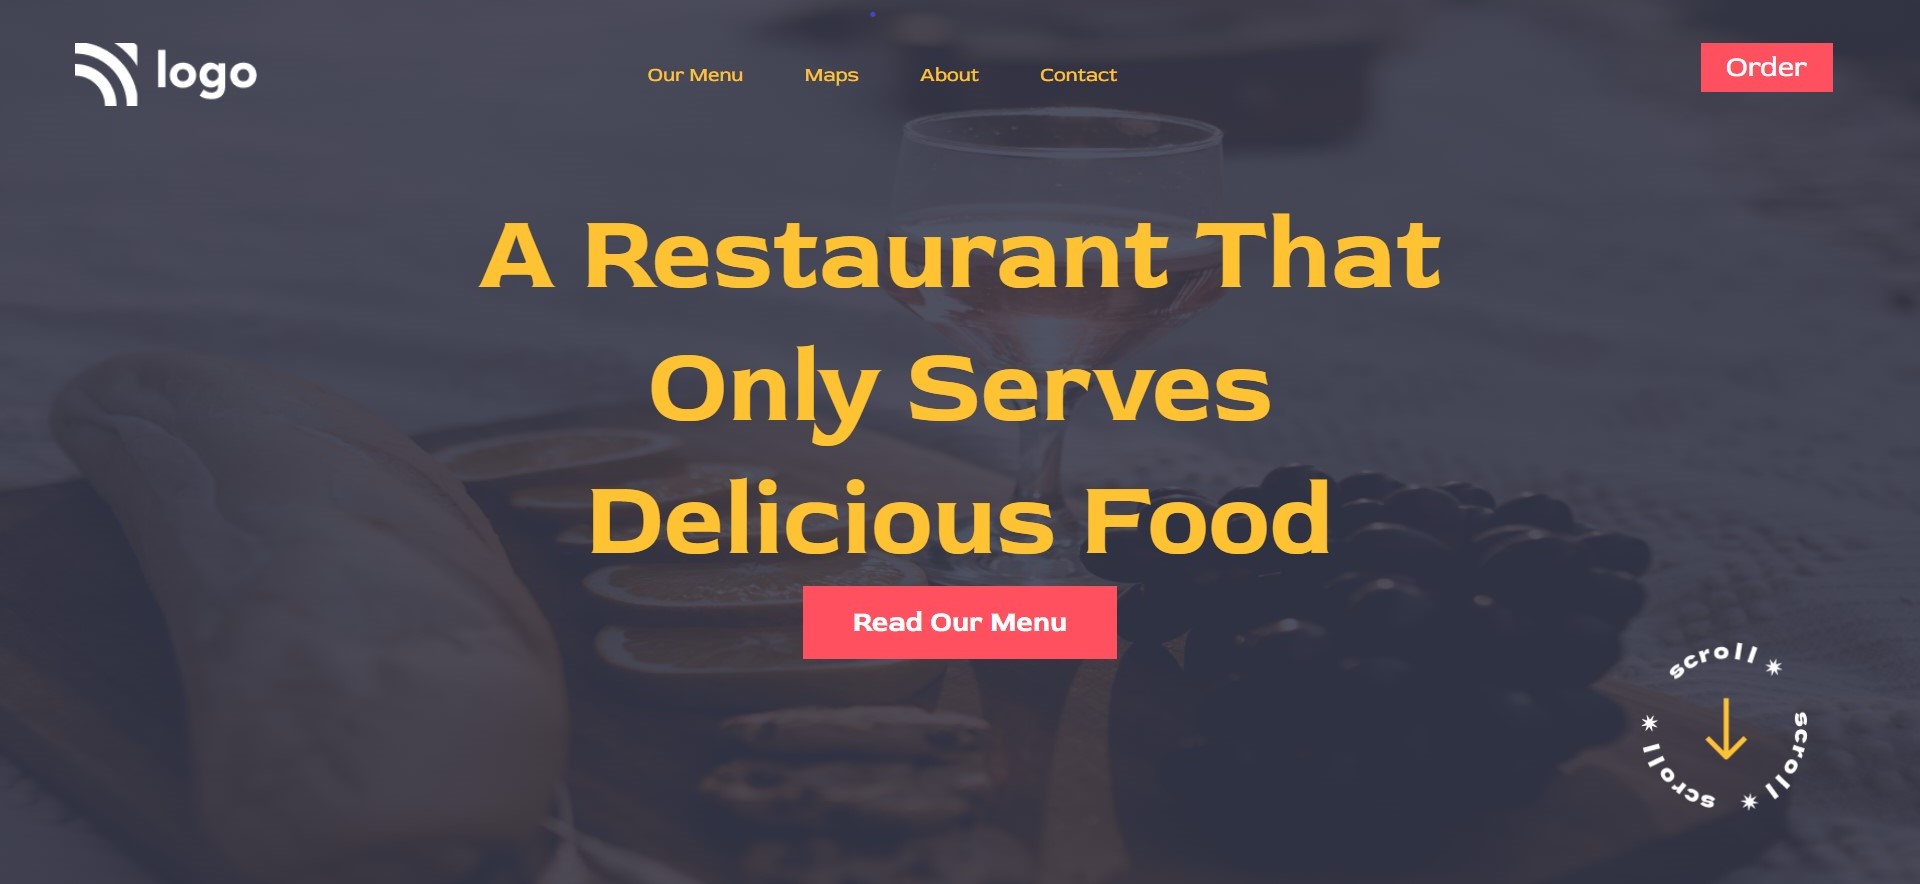 logo
Our Menu
Maps
About
Contact
Order
A Restaurant That
Only Serves
Delicious Food
Read Our Menu
scroll
scroll
scroll